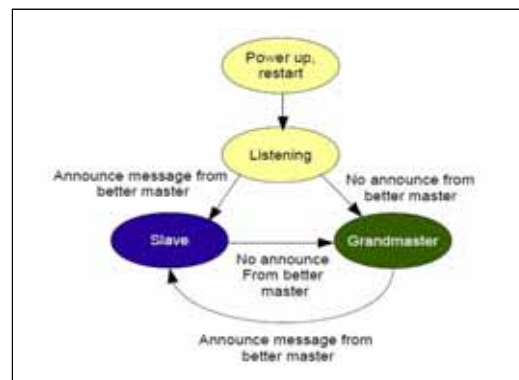 Power up,
restart
Listening
Announce message from
better master
No announce from
better master
Slave
Grandmaster
No announce
From better
master
Announce message from
better master